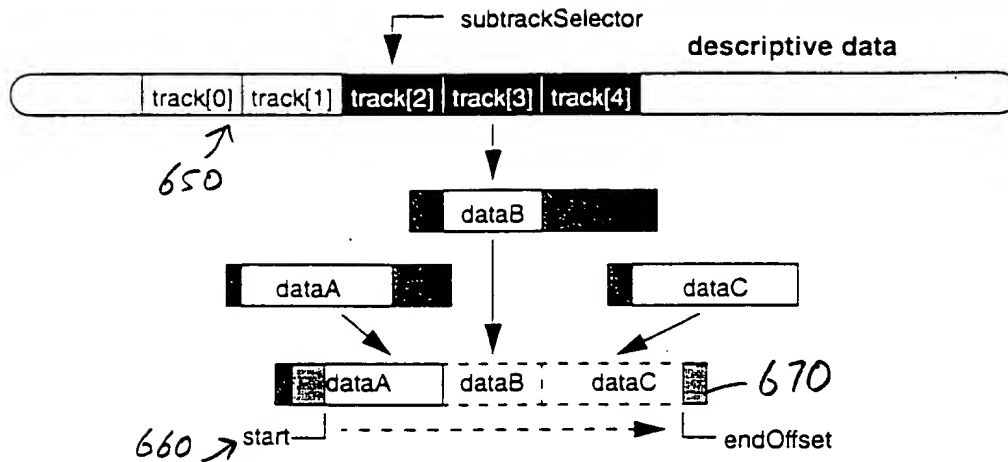 subtrackSelector
descriptive data
track[0] track[1] track[2] track[3] track[4]
650
dataB
dataA dataC
dataA dataB dataC 670
660 start endOffset